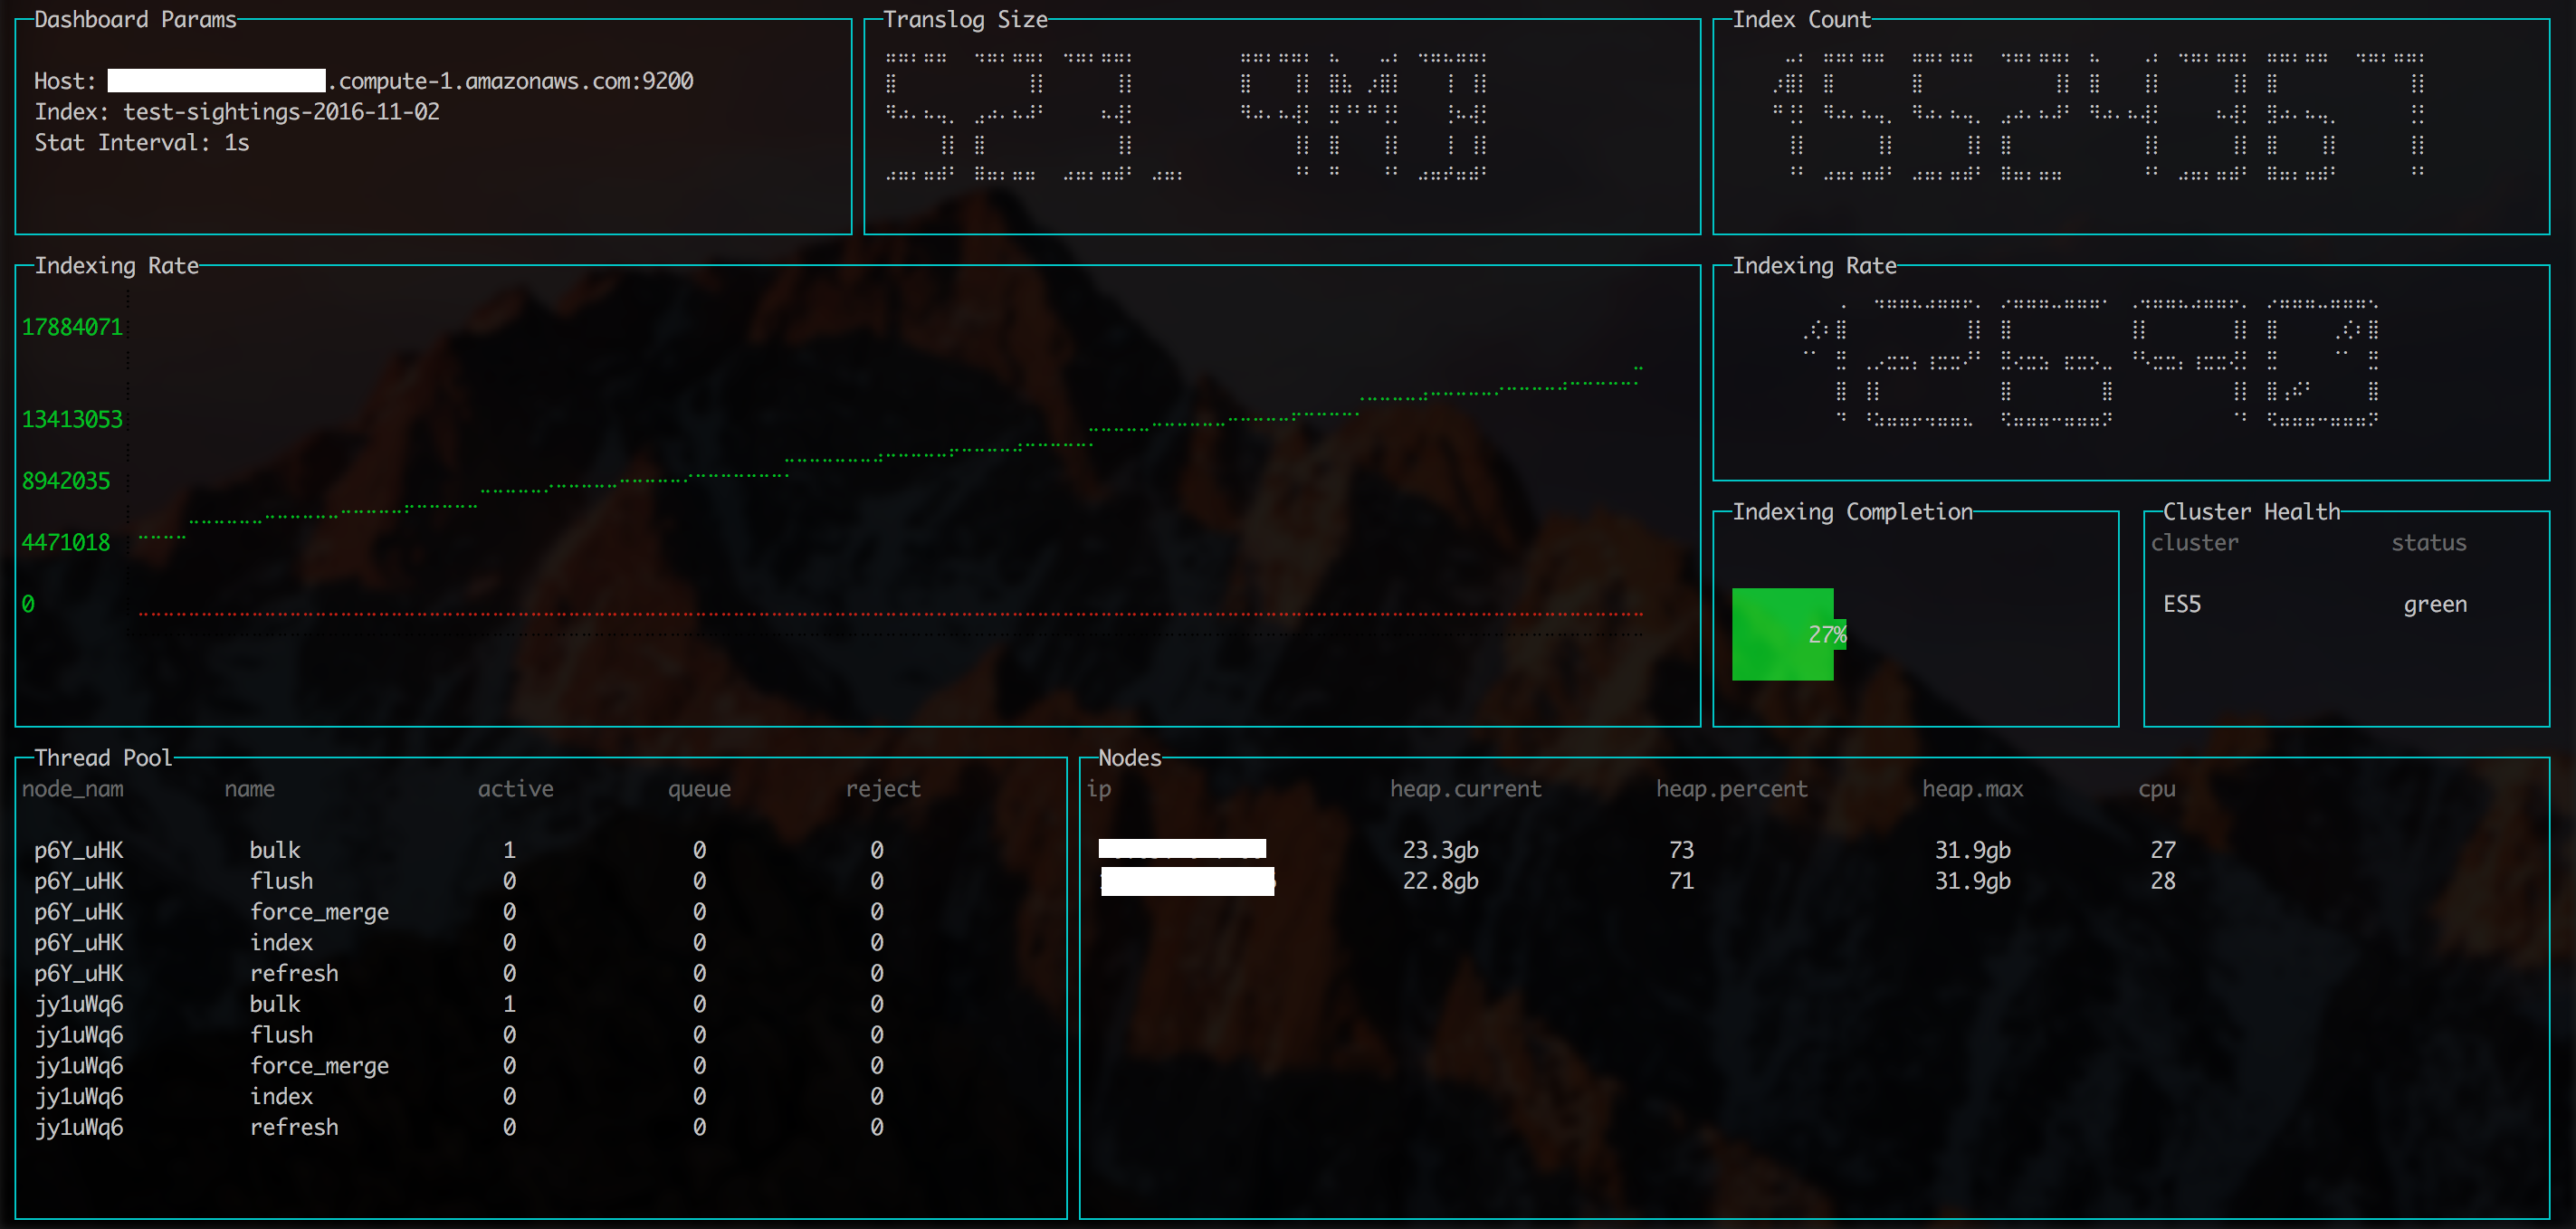 Dashboard Params
Host: .compute-1.amazonaws.com:9200
Index: test-sightings-2016-11-02
Stat Interval: 1s
Translog Size
523.9MB
Index Count
15524367
Indexing Rate
17884071
13413053
8942035
4471018
0
Indexing Rate
12690
Indexing Completion
27%
Cluster Health
cluster status
ES5 green
Thread Pool
node_nam name active queue reject
p6Y_uHK bulk 1 0 0
p6Y_uHK flush 0 0 0
p6Y_uHK force_merge 0 0 0
p6Y_uHK index 0 0 0
p6Y_uHK refresh 0 0 0
jy1uWq6 bulk 1 0 0
jy1uWq6 flush 0 0 0
jy1uWq6 force_merge 0 0 0
jy1uWq6 index 0 0 0
jy1uWq6 refresh 0 0 0
Nodes
ip heap.current heap.percent heap.max cpu
23.3gb 73 31.9gb 27
22.8gb 71 31.9gb 28